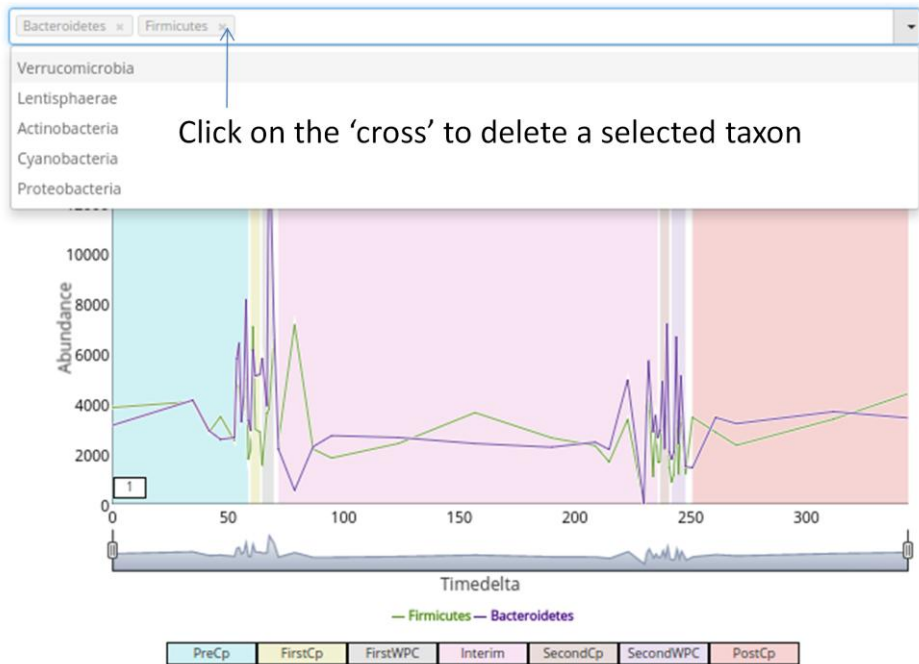 Bacteroidetes × Firmicutes ×
Verrucomicrobia
Lentisphaerae
Actinobacteria
Click on the ‘cross’ to delete a selected taxon
Cyanobacteria
Proteobacteria
12000
10000
8000
Abundance
6000
4000
2000
1
0
0 50 100 150 200 250 300
Timedelta
— Firmicutes — Bacteroidetes
PreCp FirstCp FirstWPC Interim SecondCp SecondWPC PostCp